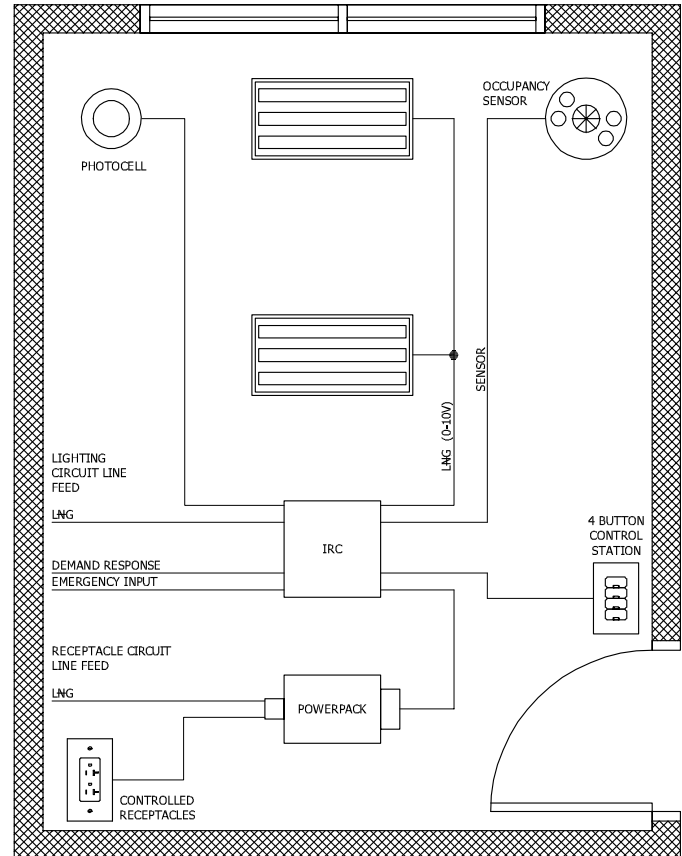 OCCUPANCY
SENSOR
PHOTOCELL
SENSOR
LNG (0-10V)
LIGHTING
CIRCUIT LINE
FEED
LNG
IRC
4 BUTTON
CONTROL
STATION
DEMAND RESPONSE
EMERGENCY INPUT
RECEPTACLE CIRCUIT
LINE FEED
LNG
POWERPACK
CONTROLLED
RECEPTACLES